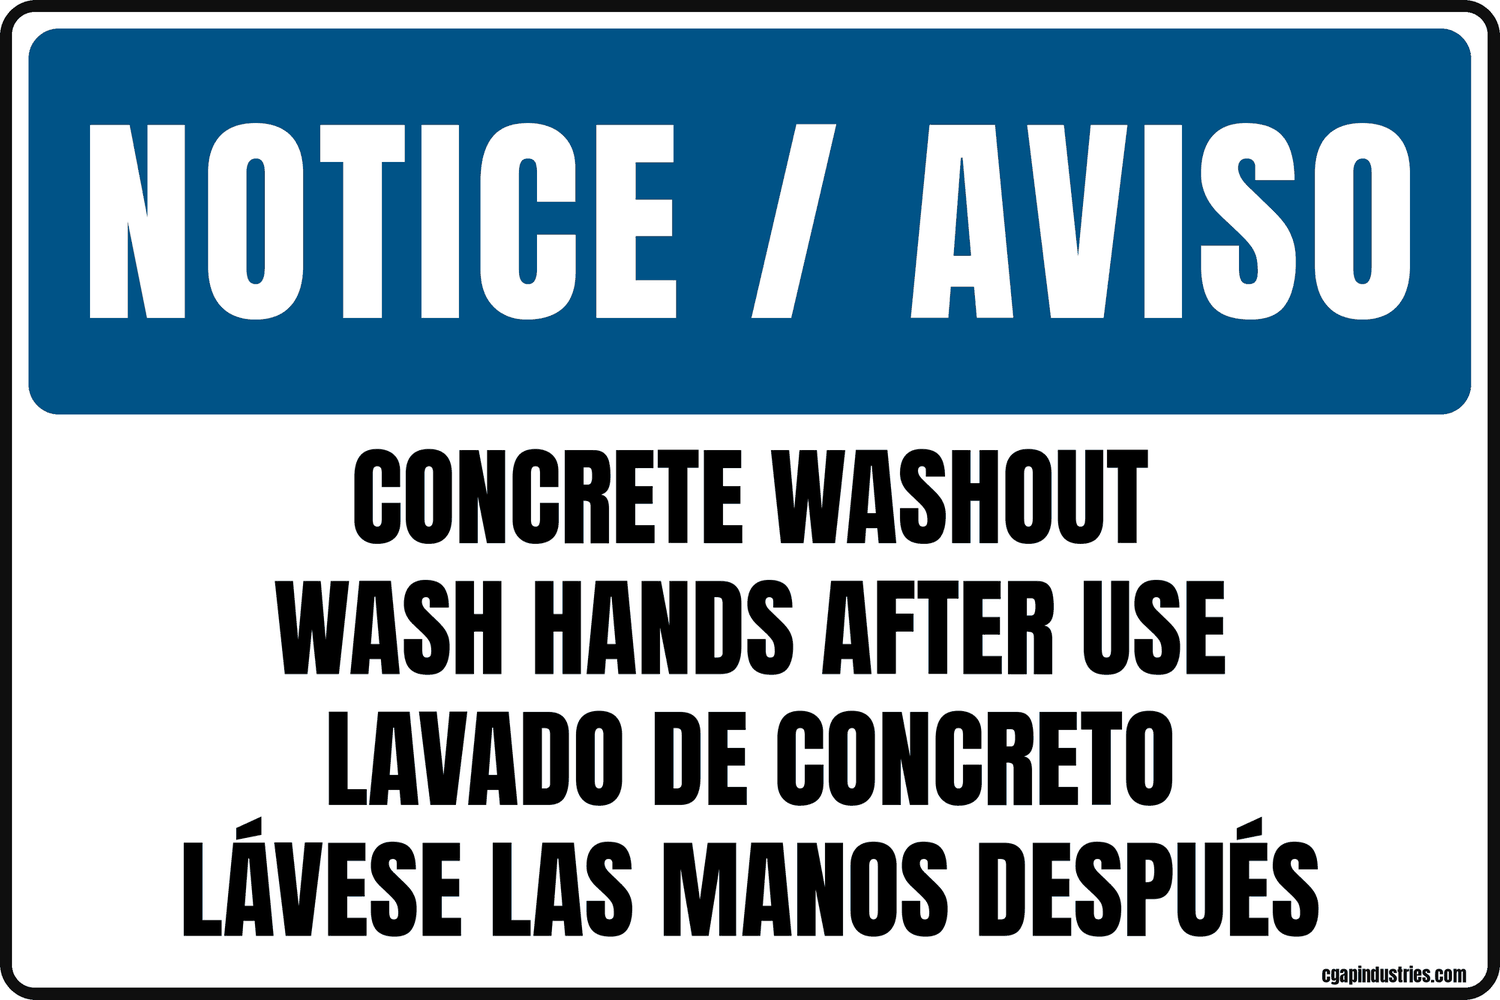 NOTICE / AVISO
CONCRETE WASHOUT
WASH HANDS AFTER USE
LAVADO DE CONCRETO
LÁVESE LAS MANOS DESPUÉS
cgapindustries.com